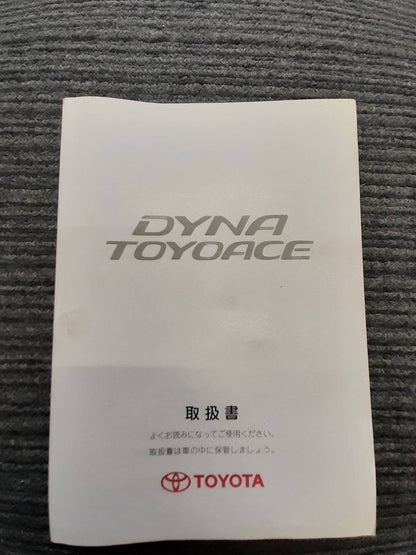 DYNA
TOYOACE
取扱書
よくお読みになってご使用ください。
取扱書は車の中に保管しましょう。
TOYOTA